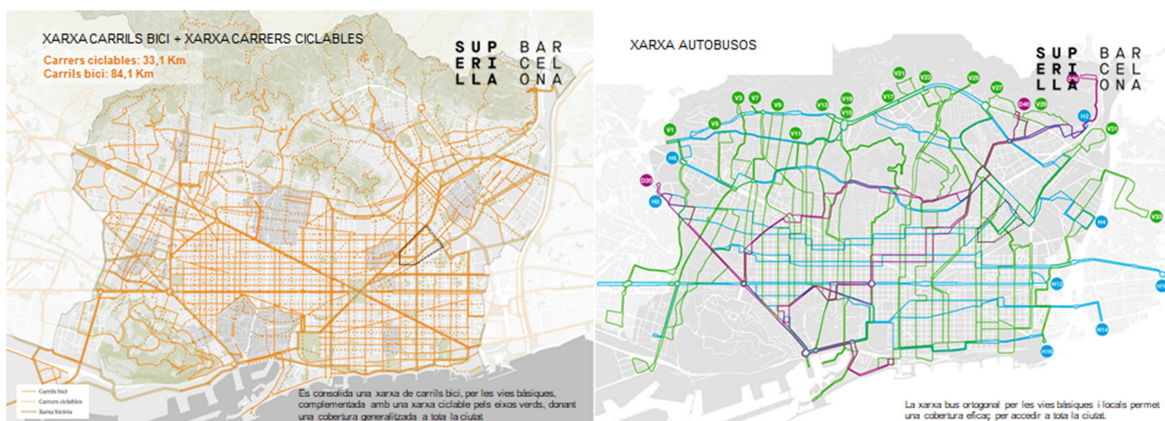 XARXA CARRILS BICI + XARXA CARRERS CICLABLES
Carrers ciclables: 33,1 Km
Carrils bici: 84,1 Km
SUP BAR
ERI CEL
LLA ONA
Carrils bici
Carrers ciclables
Xarxa bicivia
Es consolida una xarxa de carrils bici, per les vies bàsiques,
complementada amb una xarxa ciclable pels eixos verds, donant
una cobertura generalitzada a tota la ciutat
XARXA AUTOBUSOS
SUP BAR
ERI CEL
LLA ONA
V1
V3
V5
V7
V9
V11
V13
V15
V17
V21
V23
V25
V27
V29
V31
V33
D20
D40
H2
H4
H6
H8
H12
H14
H16
La xarxa bus ortogonal per les vies bàsiques i locals permet
una cobertura eficaç per accedir a tota la ciutat.